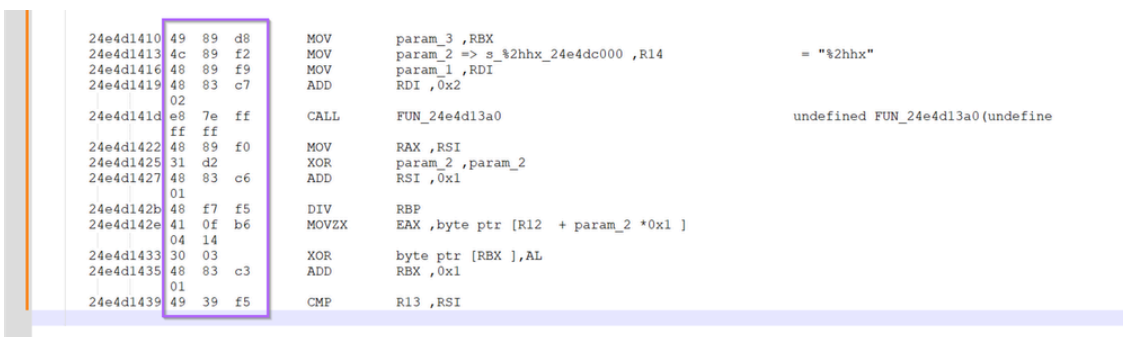 24e4d1410 49 89 d8 MOV param_3 ,RBX
24e4d1413 4c 89 f2 MOV param_2 => s_%2hhx_24e4dc000 ,R14 = "%2hhx"
24e4d1416 48 89 f9 MOV param_1 ,RDI
24e4d1419 48 83 c7 ADD RDI ,0x2
02
24e4d141d e8 7e ff CALL FUN_24e4d13a0 undefined FUN_24e4d13a0(undefine
ff ff
24e4d1422 48 89 f0 MOV RAX ,RSI
24e4d1425 31 d2 XOR param_2 ,param_2
24e4d1427 48 83 c6 ADD RSI ,0x1
01
24e4d142b 48 f7 f5 DIV RBP
24e4d142e 41 0f b6 MOVZX EAX ,byte ptr [R12 + param_2 *0x1 ]
04 14
24e4d1433 30 03 XOR byte ptr [RBX ],AL
24e4d1435 48 83 c3 ADD RBX ,0x1
01
24e4d1439 49 39 f5 CMP R13 ,RSI